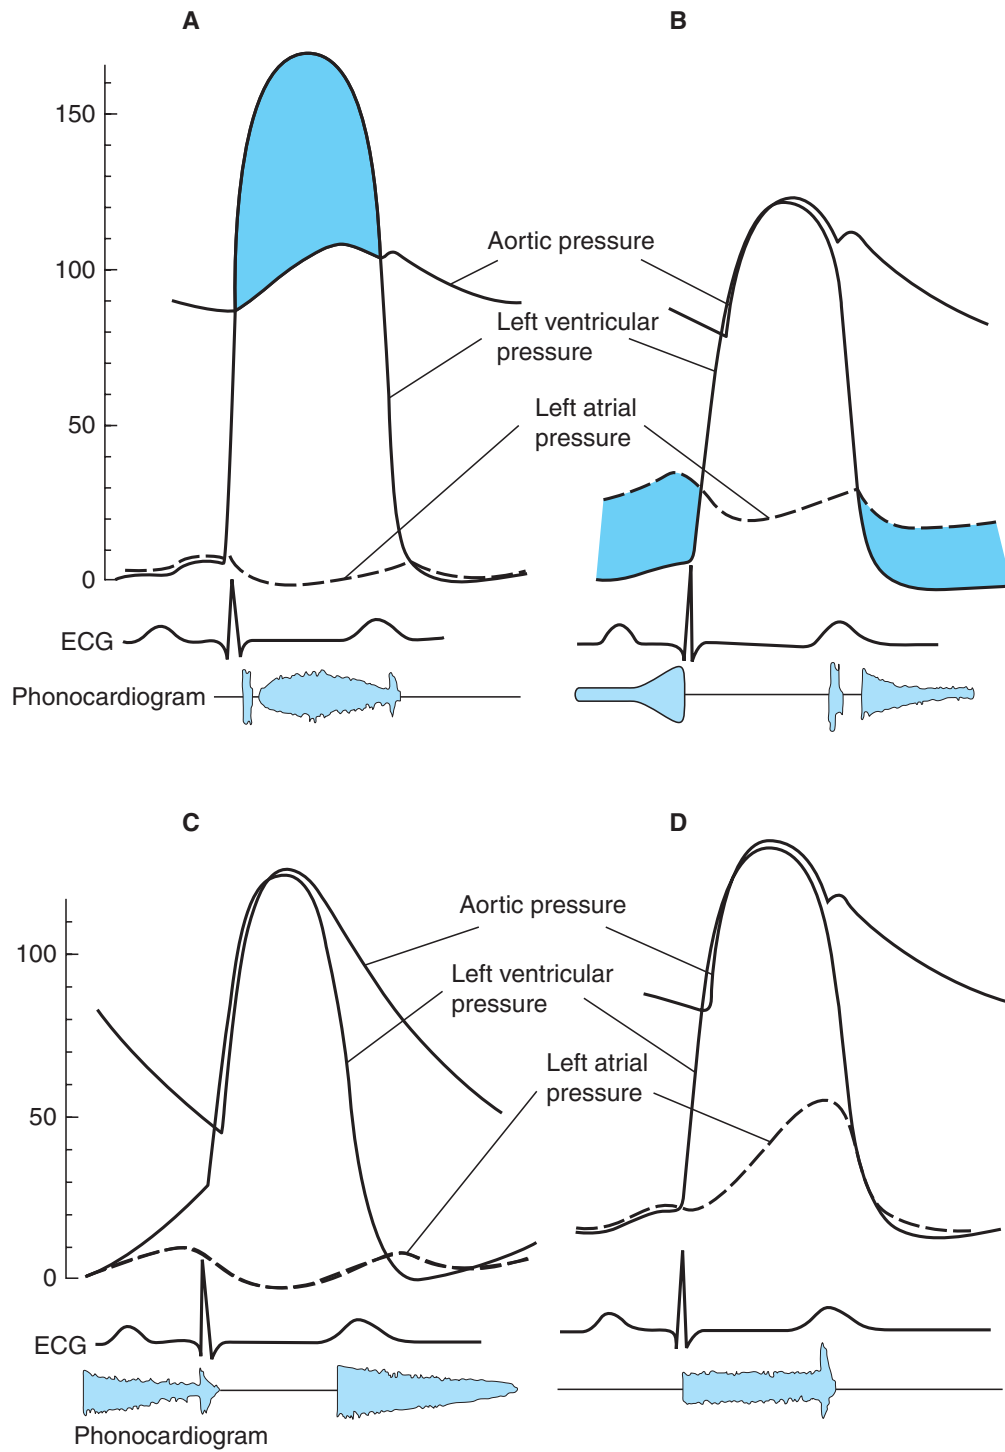 A
B
150
100
50
0
Aortic pressure
Left ventricular
pressure
Left atrial
pressure
ECG
Phonocardiogram
C
D
100
50
0
Aortic pressure
Left ventricular
pressure
Left atrial
pressure
ECG
Phonocardiogram